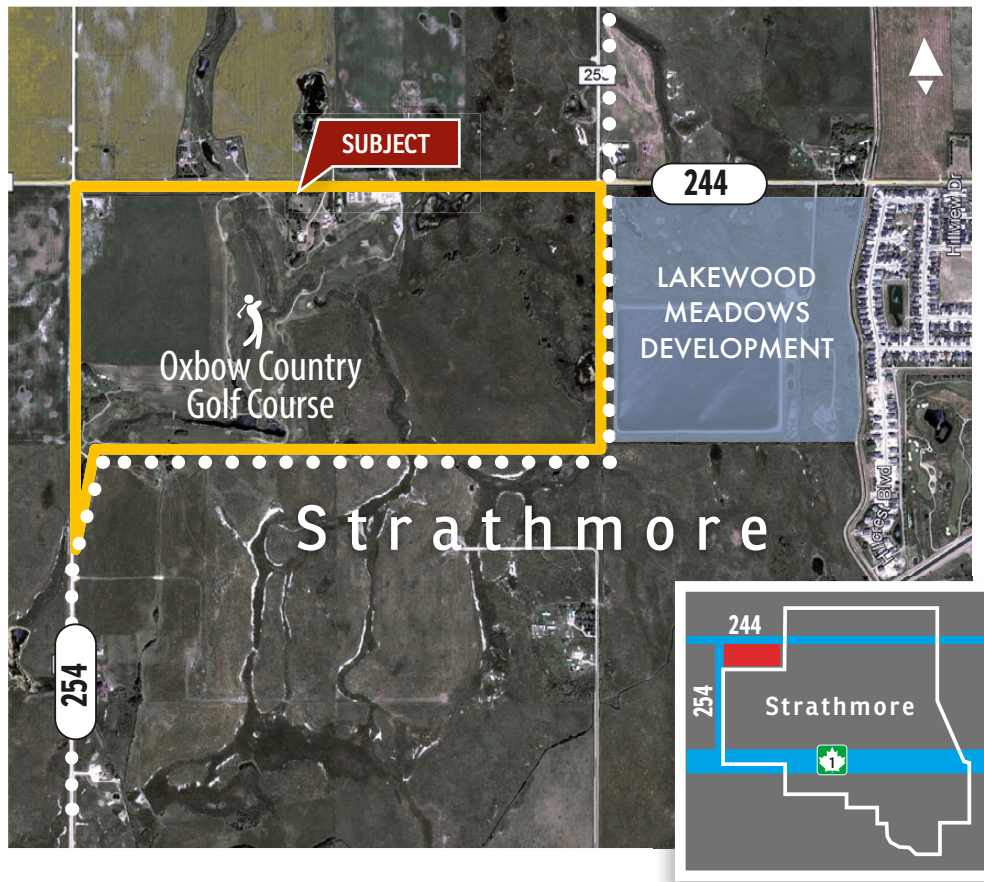 SUBJECT
244
Hillview Dr
LAKEWOOD
MEADOWS
DEVELOPMENT
Oxbow Country
Golf Course
Strathmore
Hillcrest Blvd
254
244
254
Strathmore
1